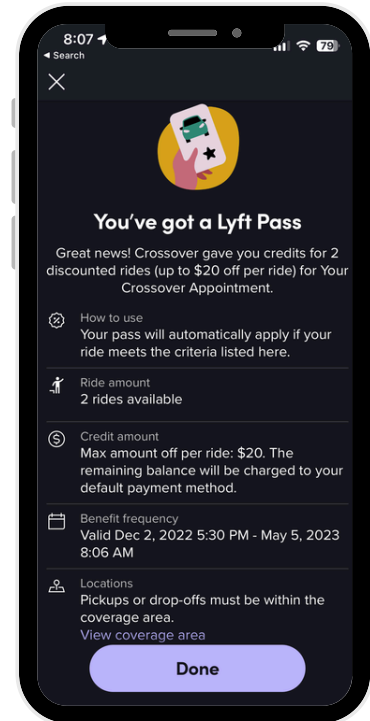 8:07
79
◀ Search
You've got a Lyft Pass
Great news! Crossover gave you credits for 2
discounted rides (up to $20 off per ride) for Your
Crossover Appointment.
How to use
Your pass will automatically apply if your
ride meets the criteria listed here.
Ride amount
2 rides available
Credit amount
Max amount off per ride: $20. The
remaining balance will be charged to your
default payment method.
Benefit frequency
Valid Dec 2, 2022 5:30 PM - May 5, 2023
8:06 AM
Locations
Pickups or drop-offs must be within the
coverage area.
View coverage area
Done